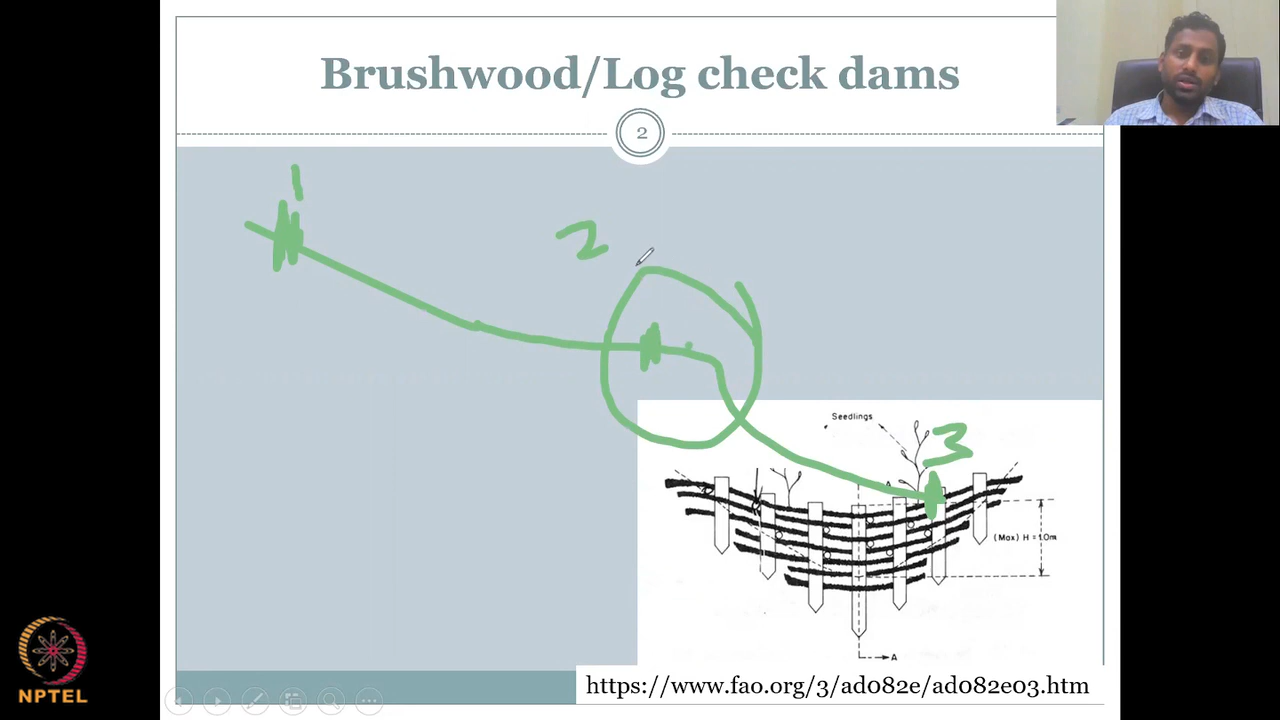 Brushwood/Log check dams
2
1
2
3
Seedlings
A
(Max) H = 1.0m
A
https://www.fao.org/3/ad082e/ad082e03.htm
NPTEL